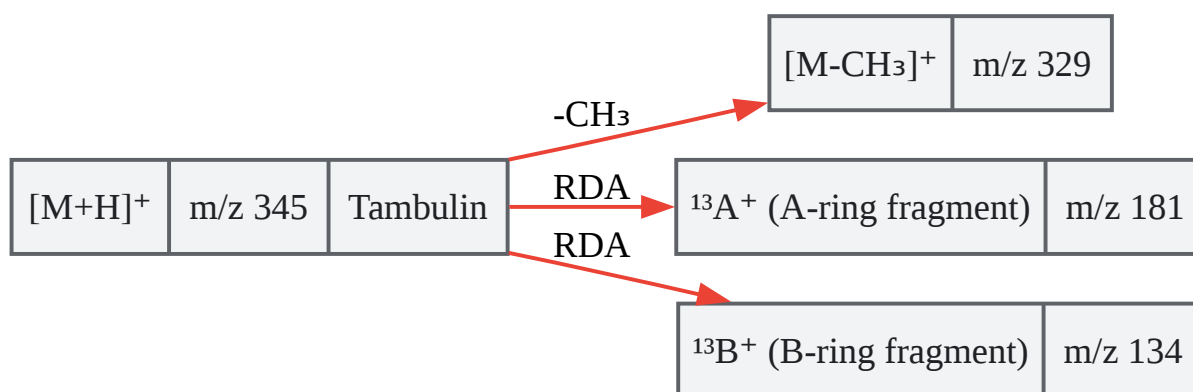 [M-CH₃]⁺ m/z 329
-CH₃
[M+H]⁺ m/z 345 Tambulin
RDA
¹³A⁺ (A-ring fragment) m/z 181
RDA
¹³B⁺ (B-ring fragment) m/z 134